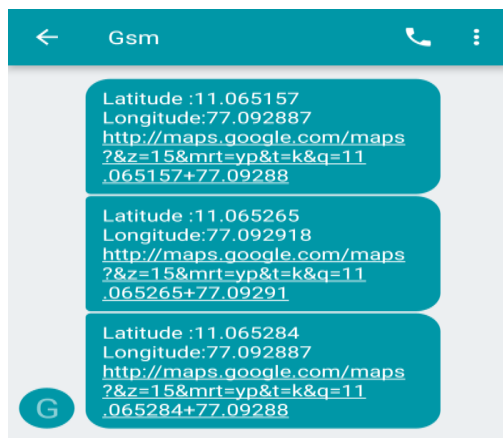 Gsm
Latitude :11.065157
Longitude:77.092887
http://maps.google.com/maps
?&z=15&mrt=yp&t=k&q=11
.065157+77.09288
Latitude :11.065265
Longitude:77.092918
http://maps.google.com/maps
?&z=15&mrt=yp&t=k&q=11
.065265+77.09291
Latitude :11.065284
Longitude:77.092887
http://maps.google.com/maps
?&z=15&mrt=yp&t=k&q=11
.065284+77.09288
G